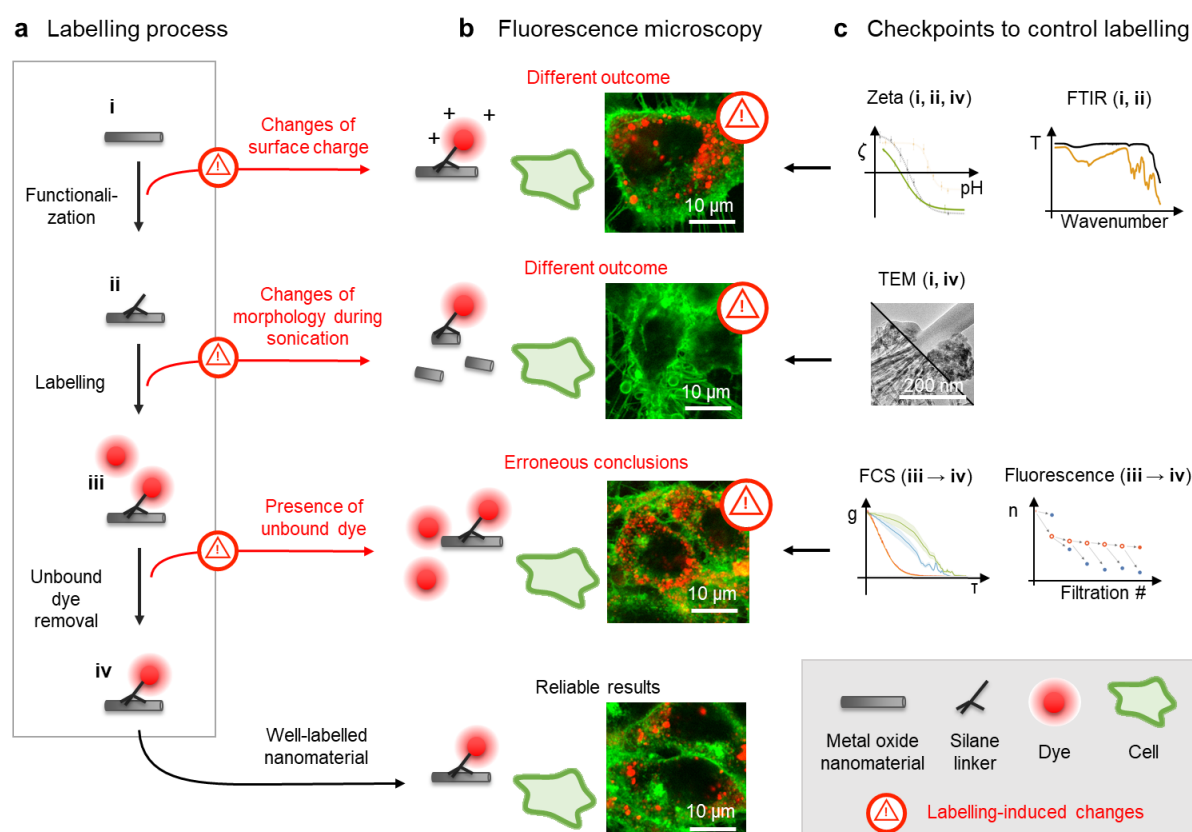 a Labelling process
b Fluorescence microscopy
c Checkpoints to control labelling
i
Functionali-
zation
ii
Labelling
iii
Unbound
dye
removal
iv
Changes of
surface charge
Changes of
morphology during
sonication
Presence of
unbound dye
Well-labelled
nanomaterial
Different outcome
+ + +
10 µm
Different outcome
10 µm
Erroneous conclusions
10 µm
Reliable results
10 µm
Zeta (i, ii, iv)
ζ
pH
FTIR (i, ii)
T
Wavenumber
TEM (i, iv)
200 nm
FCS (iii → iv)
g
τ
Fluorescence (iii → iv)
n
Filtration #
Metal oxide
nanomaterial
Silane
linker
Dye
Cell
Labelling-induced changes